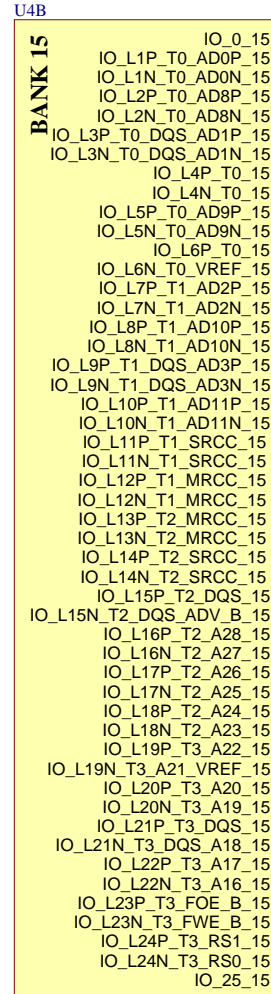 U4B
BANK 15
IO_0_15
IO_L1P_T0_AD0P_15
IO_L1N_T0_AD0N_15
IO_L2P_T0_AD8P_15
IO_L2N_T0_AD8N_15
IO_L3P_T0_DQS_AD1P_15
IO_L3N_T0_DQS_AD1N_15
IO_L4P_T0_15
IO_L4N_T0_15
IO_L5P_T0_AD9P_15
IO_L5N_T0_AD9N_15
IO_L6P_T0_15
IO_L6N_T0_VREF_15
IO_L7P_T1_AD2P_15
IO_L7N_T1_AD2N_15
IO_L8P_T1_AD10P_15
IO_L8N_T1_AD10N_15
IO_L9P_T1_DQS_AD3P_15
IO_L9N_T1_DQS_AD3N_15
IO_L10P_T1_AD11P_15
IO_L10N_T1_AD11N_15
IO_L11P_T1_SRCC_15
IO_L11N_T1_SRCC_15
IO_L12P_T1_MRCC_15
IO_L12N_T1_MRCC_15
IO_L13P_T2_MRCC_15
IO_L13N_T2_MRCC_15
IO_L14P_T2_SRCC_15
IO_L14N_T2_SRCC_15
IO_L15P_T2_DQS_15
IO_L15N_T2_DQS_ADV_B_15
IO_L16P_T2_A28_15
IO_L16N_T2_A27_15
IO_L17P_T2_A26_15
IO_L17N_T2_A25_15
IO_L18P_T2_A24_15
IO_L18N_T2_A23_15
IO_L19P_T3_A22_15
IO_L19N_T3_A21_VREF_15
IO_L20P_T3_A20_15
IO_L20N_T3_A19_15
IO_L21P_T3_DQS_15
IO_L21N_T3_DQS_A18_15
IO_L22P_T3_A17_15
IO_L22N_T3_A16_15
IO_L23P_T3_FOE_B_15
IO_L23N_T3_FWE_B_15
IO_L24P_T3_RS1_15
IO_L24N_T3_RS0_15
IO_25_15